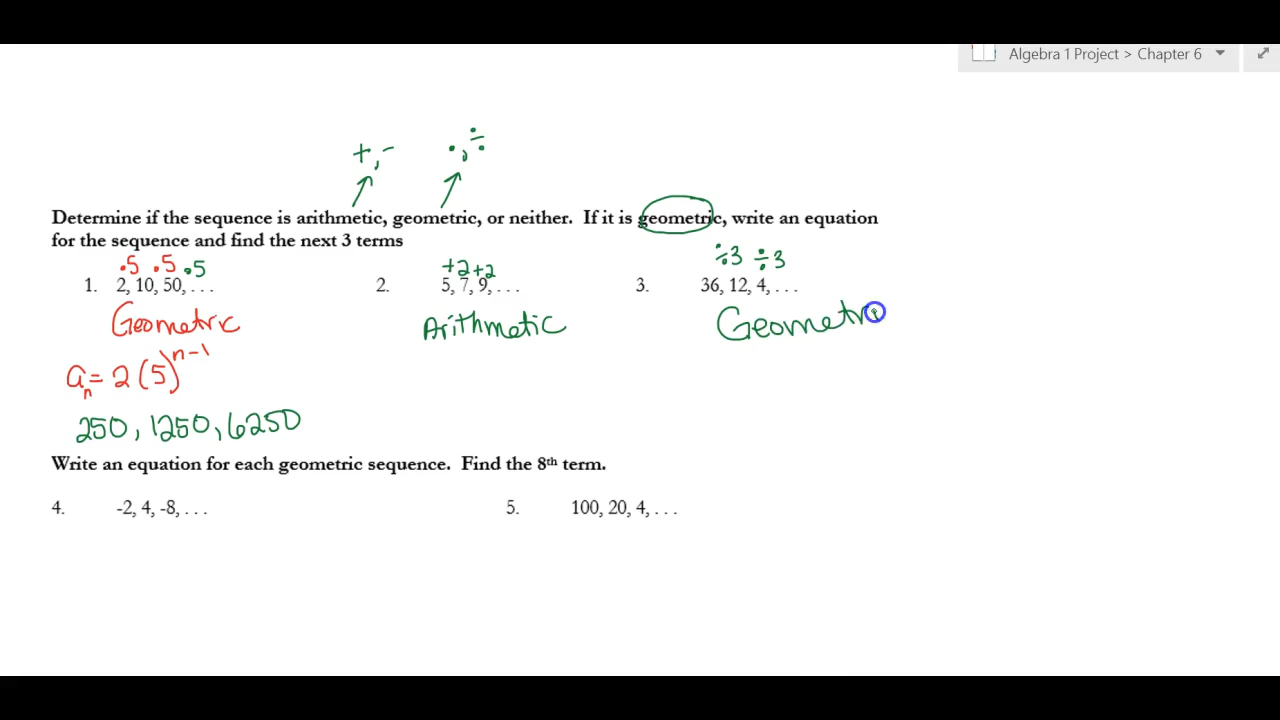 Algebra 1 Project > Chapter 6
+, - ·, ÷
Determine if the sequence is arithmetic, geometric, or neither. If it is geometric, write an equation
for the sequence and find the next 3 terms
·5 ·5 ·5 +2 +2 ÷3 ÷3
1. 2, 10, 50, . . . 2. 5, 7, 9, . . . 3. 36, 12, 4, . . .
Geometric Arithmetic Geometri
aₙ = 2 (5)ⁿ⁻¹
250, 1250, 6250
Write an equation for each geometric sequence. Find the 8th term.
4. -2, 4, -8, . . . 5. 100, 20, 4, . . .